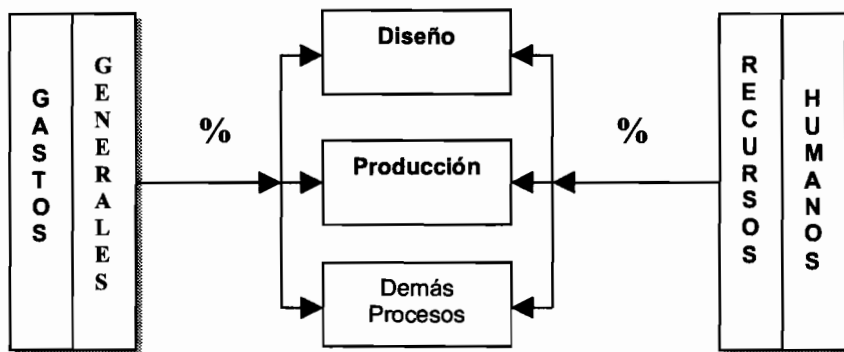 GASTOS
GENERALES
%
Diseño
Producción
Demás
Procesos
%
RECURSOS
HUMANOS